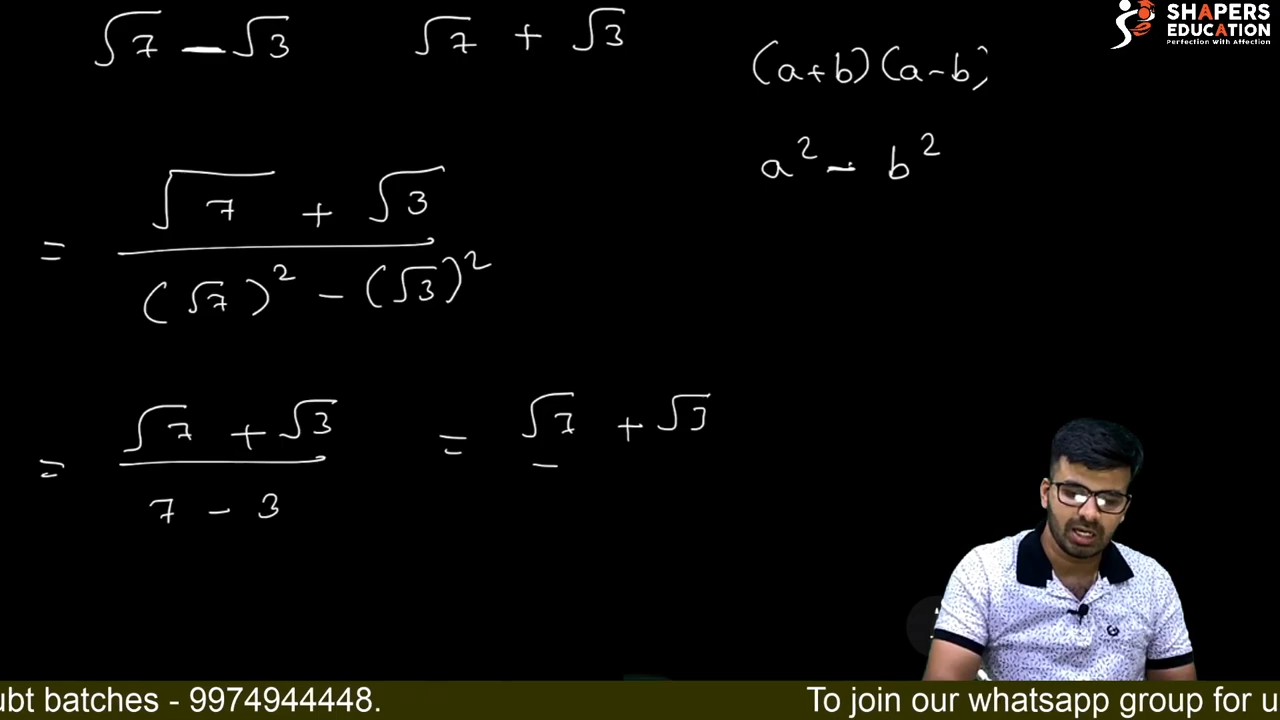 √7 - √3 √7 + √3
SHAPERS
EDUCATION
Perfection With Affection
(a+b)(a-b)
a² - b²
= (√7 + √3) / ((√7)² - (√3)²)
= (√7 + √3) / (7 - 3) = √7 + √3
ubt batches - 9974944448. To join our whatsapp group for u